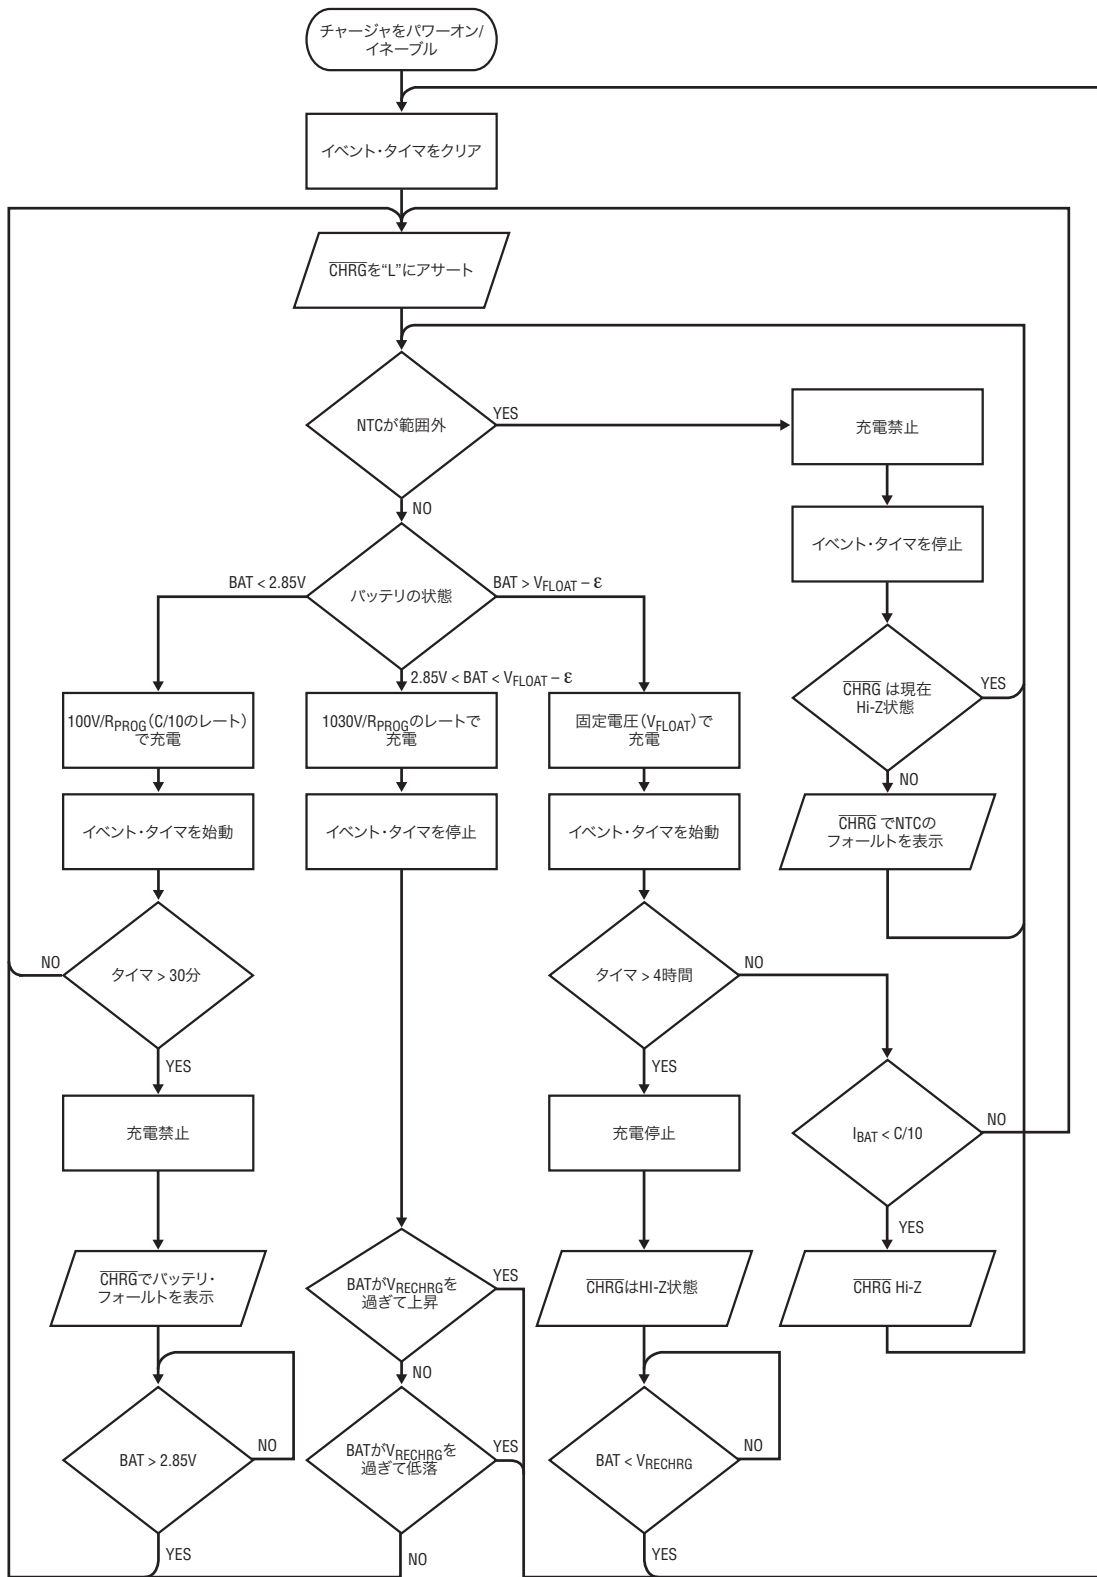 チャージャをパワーオン/
イネーブル
イベント・タイマをクリア
CHRGを“L”にアサート
NTCが範囲外
YES
NO
充電禁止
イベント・タイマを停止
CHRG は現在
Hi-Z状態
YES
NO
CHRG でNTCの
フォールトを表示
バッテリの状態
BAT < 2.85V
BAT > VFLOAT – ε
2.85V < BAT < VFLOAT – ε
100V/RPROG(C/10のレート)
で充電
1030V/RPROGのレートで
充電
固定電圧(VFLOAT)で
充電
イベント・タイマを始動
イベント・タイマを停止
イベント・タイマを始動
NO
タイマ > 30分
YES
タイマ > 4時間
NO
YES
充電禁止
充電停止
IBAT < C/10
NO
YES
CHRGでバッテリ・
フォールトを表示
BATがVRECHRGを
過ぎて上昇
YES
NO
CHRGはHI-Z状態
CHRG Hi-Z
BAT > 2.85V
NO
YES
BATがVRECHRGを
過ぎて低落
YES
NO
BAT < VRECHRG
NO
YES